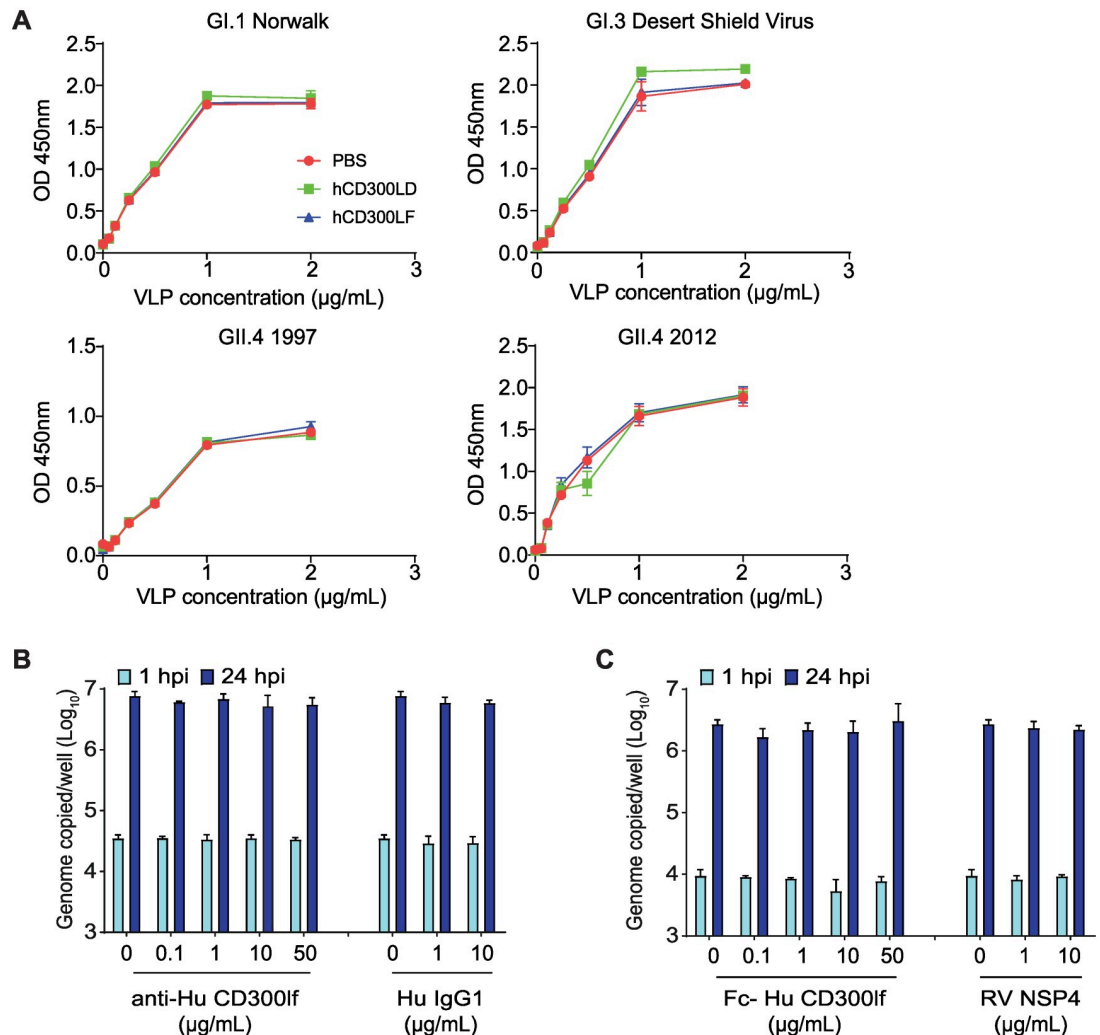 A
GI.1 Norwalk
2.5
2.0
1.5
1.0
0.5
0.0
OD 450nm
0 1 2 3
VLP concentration (µg/mL)
PBS
hCD300LD
hCD300LF
GI.3 Desert Shield Virus
2.5
2.0
1.5
1.0
0.5
0.0
OD 450nm
0 1 2 3
VLP concentration (µg/mL)
GII.4 1997
1.5
1.0
0.5
0.0
OD 450nm
0 1 2 3
VLP concentration (µg/mL)
GII.4 2012
2.5
2.0
1.5
1.0
0.5
0.0
OD 450nm
0 1 2 3
VLP concentration (µg/mL)
B
1 hpi 24 hpi
7
6
5
4
3
Genome copied/well (Log10)
0 0.1 1 10 50 0 1 10
anti-Hu CD300lf Hu IgG1
(µg/mL) (µg/mL)
C
1 hpi 24 hpi
7
6
5
4
3
Genome copied/well (Log10)
0 0.1 1 10 50 0 1 10
Fc- Hu CD300lf RV NSP4
(µg/mL) (µg/mL)